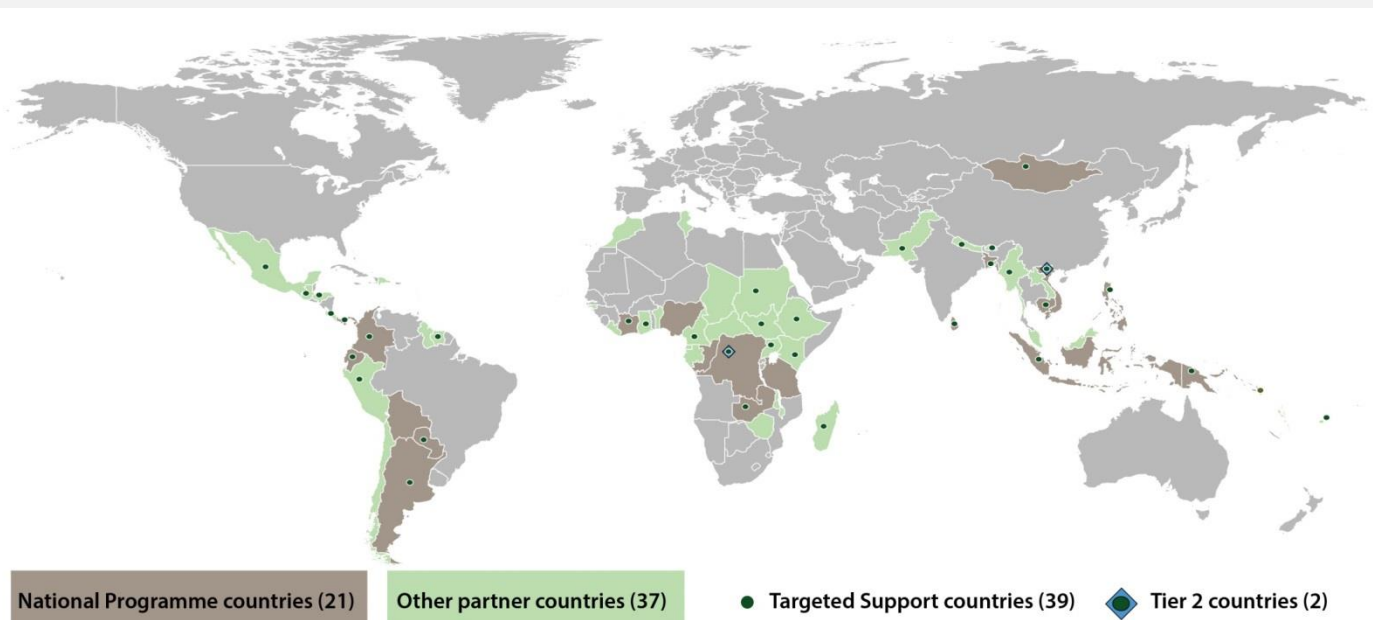 National Programme countries (21)
Other partner countries (37)
Targeted Support countries (39)
Tier 2 countries (2)